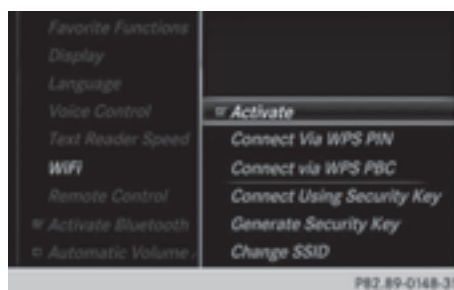 Favorite Functions
Display
Language
Voice Control
Text Reader Speed
WiFi
Remote Control
Activate Bluetooth
Automatic Volume
Activate
Connect Via WPS PIN
Connect via WPS PBC
Connect Using Security Key
Generate Security Key
Change SSID
P82.89-0148-31